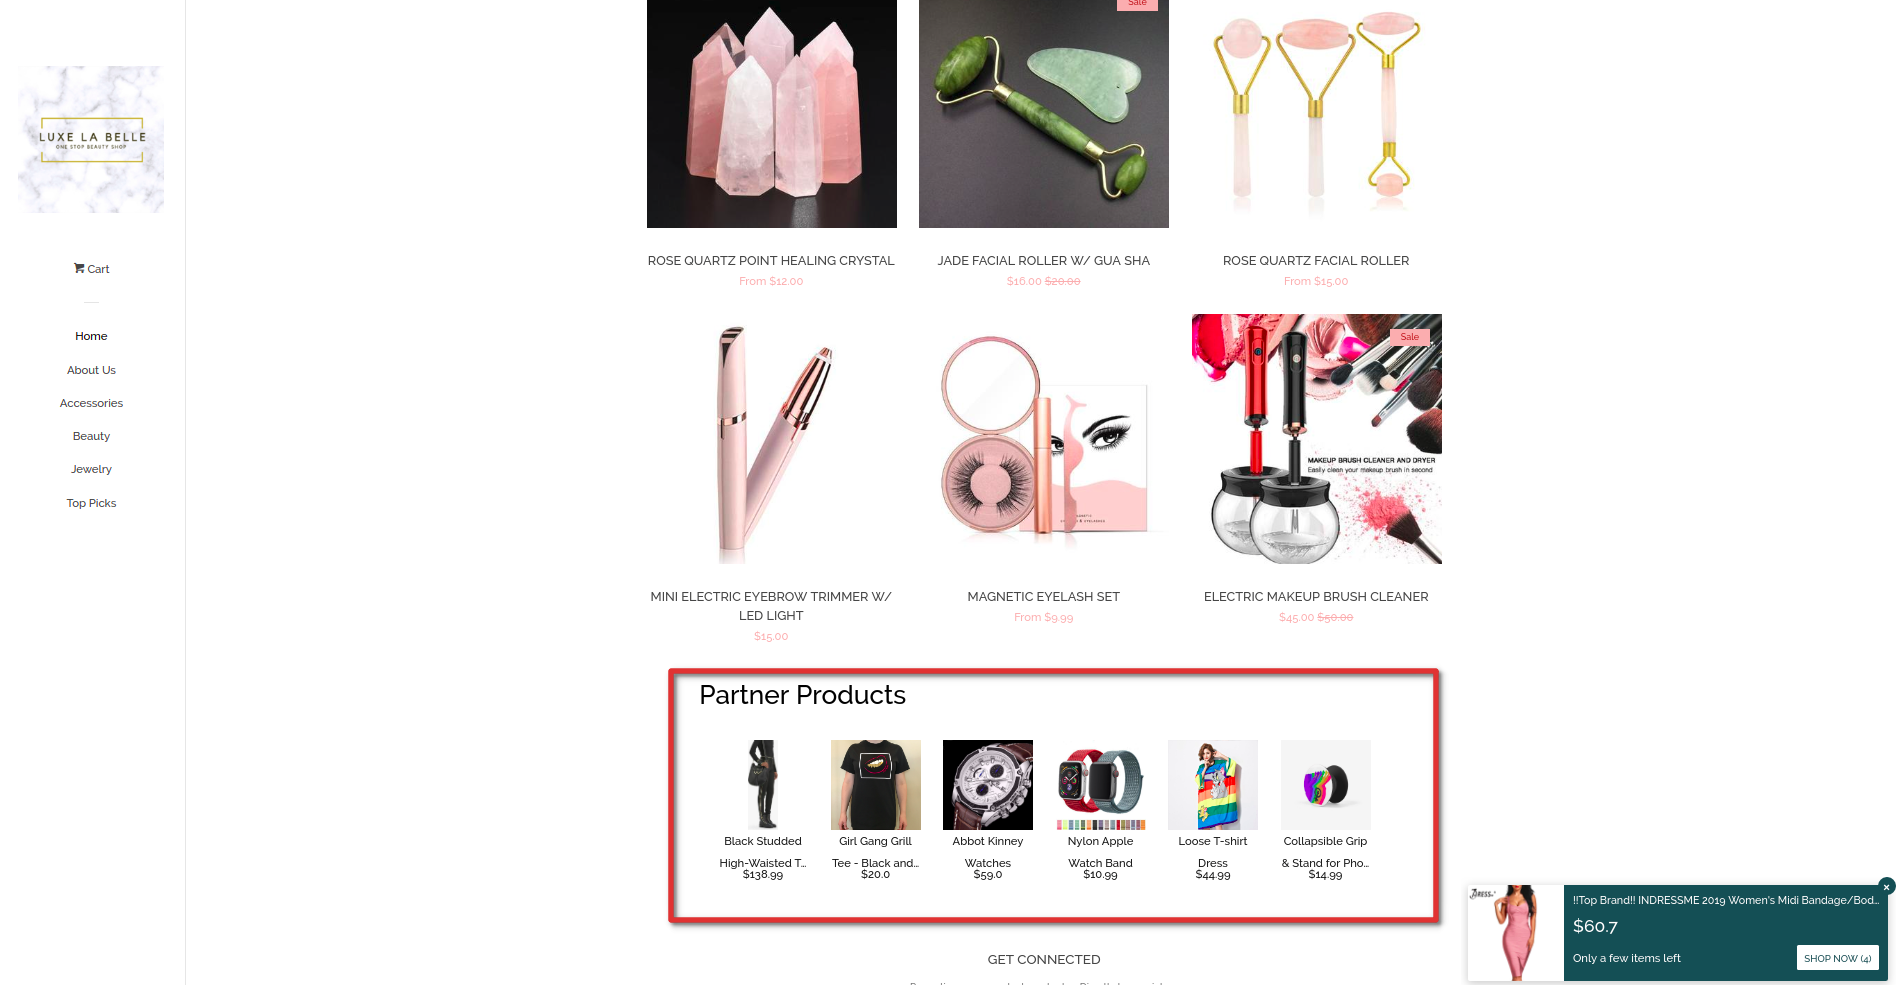 LUXE LA BELLE
ONE STOP BEAUTY SHOP
Cart
Home
About Us
Accessories
Beauty
Jewelry
Top Picks
Sale
ROSE QUARTZ POINT HEALING CRYSTAL
From $12.00
JADE FACIAL ROLLER W/ GUA SHA
$16.00 $20.00
ROSE QUARTZ FACIAL ROLLER
From $15.00
Sale
MAKEUP BRUSH CLEANER AND DRYER
Easily clean your makeup brush in second
MINI ELECTRIC EYEBROW TRIMMER W/
LED LIGHT
$15.00
MAGNETIC EYELASH SET
From $9.99
ELECTRIC MAKEUP BRUSH CLEANER
$45.00 $50.00
Partner Products
Black Studded
High-Waisted T...
$138.99
Girl Gang Grill
Tee - Black and...
$20.0
Abbot Kinney
Watches
$59.0
Nylon Apple
Watch Band
$10.99
Loose T-shirt
Dress
$44.99
Collapsible Grip
& Stand for Pho...
$14.99
GET CONNECTED
!!Top Brand!! INDRESSME 2019 Women's Midi Bandage/Bod...
$60.7
Only a few items left
SHOP NOW (4)